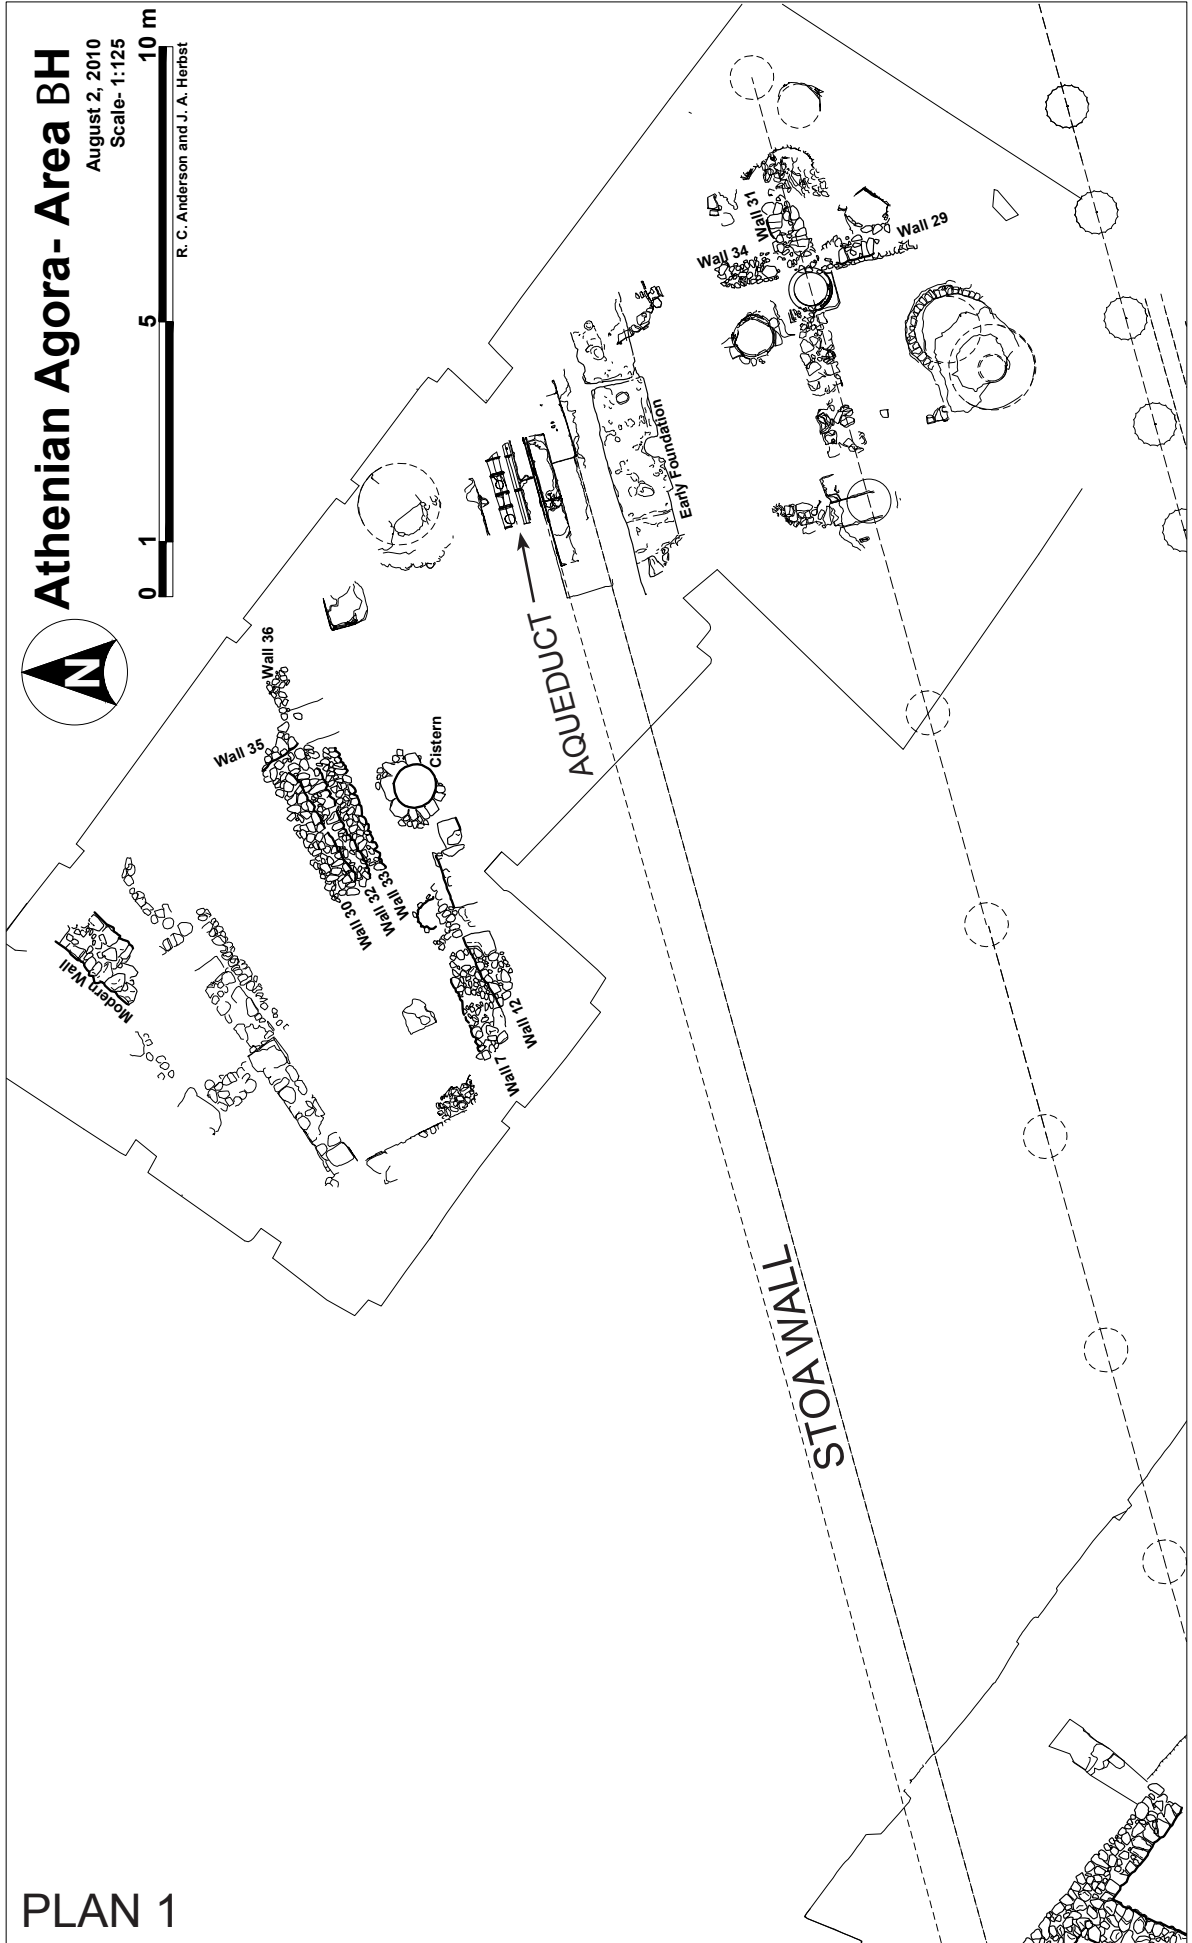 Athenian Agora- Area BH
August 2, 2010
Scale- 1:125
0 1 5 10 m
R. C. Anderson and J. A. Herbst
N
Modern Wall
Wall 35
Wall 36
Wall 30
Wall 32
Wall 33
Cistern
Wall 7
Wall 12
AQUEDUCT
Early Foundation
Wall 34
Wall 31
Wall 29
STOA WALL
PLAN 1